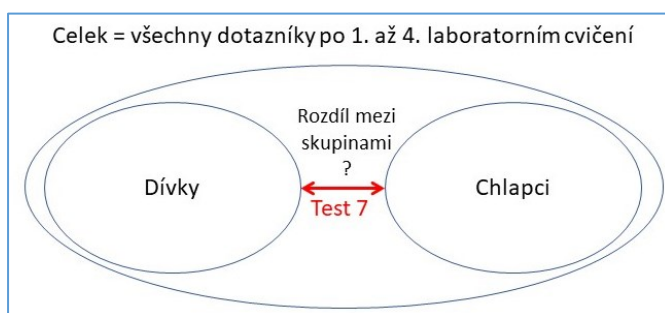 Celek = všechny dotazníky po 1. až 4. laboratorním cvičení
Rozdíl mezi
skupinami
?
Dívky
Chlapci
Test 7